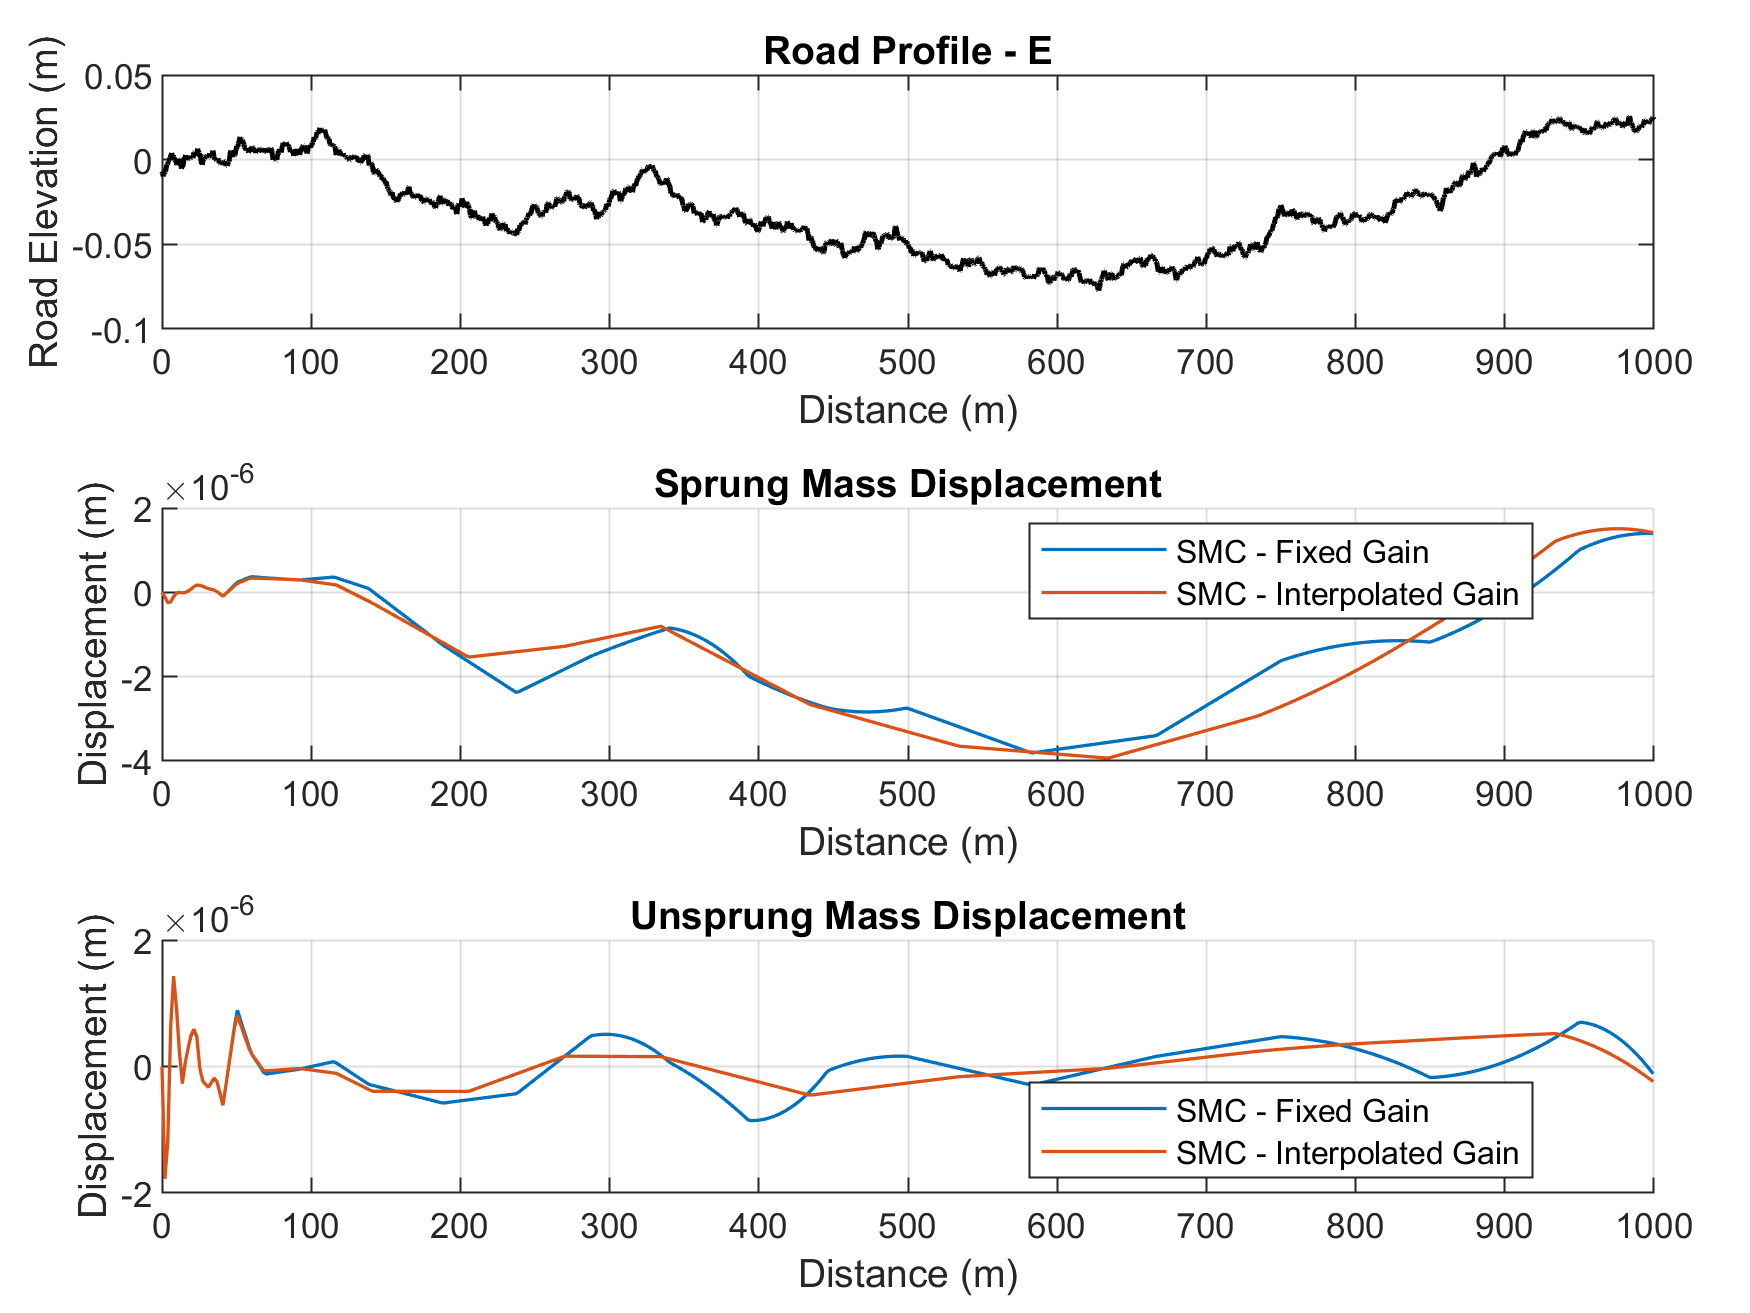 Road Profile - E
Road Elevation (m)
0.05
0
-0.05
-0.1
0 100 200 300 400 500 600 700 800 900 1000
Distance (m)
Sprung Mass Displacement
×10-6
Displacement (m)
2
0
-2
-4
SMC - Fixed Gain
SMC - Interpolated Gain
0 100 200 300 400 500 600 700 800 900 1000
Distance (m)
Unsprung Mass Displacement
×10-6
Displacement (m)
2
0
-2
SMC - Fixed Gain
SMC - Interpolated Gain
0 100 200 300 400 500 600 700 800 900 1000
Distance (m)